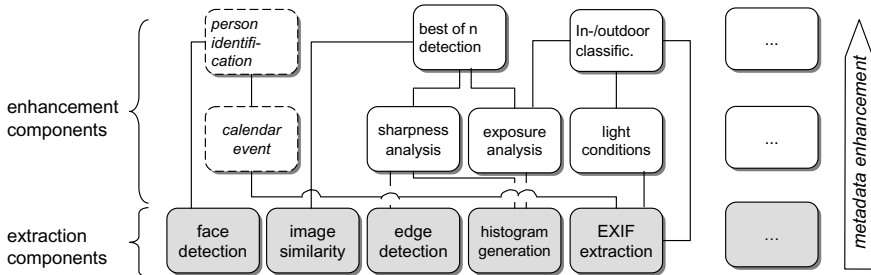 person
identifi-
cation
best of n
detection
In-/outdoor
classific.
...
enhancement
components
calendar
event
sharpness
analysis
exposure
analysis
light
conditions
...
extraction
components
face
detection
image
similarity
edge
detection
histogram
generation
EXIF
extraction
...
metadata enhancement